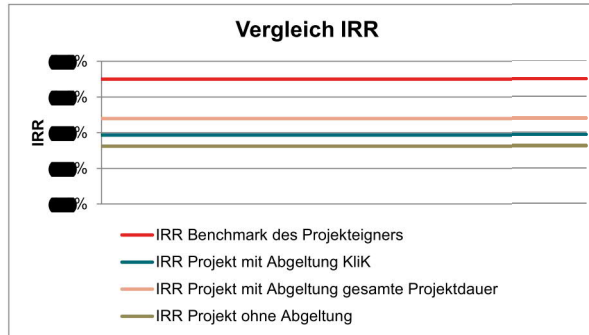 Vergleich IRR
%
%
%
%
%
IRR
IRR Benchmark des Projekteigners
IRR Projekt mit Abgeltung KliK
IRR Projekt mit Abgeltung gesamte Projektdauer
IRR Projekt ohne Abgeltung